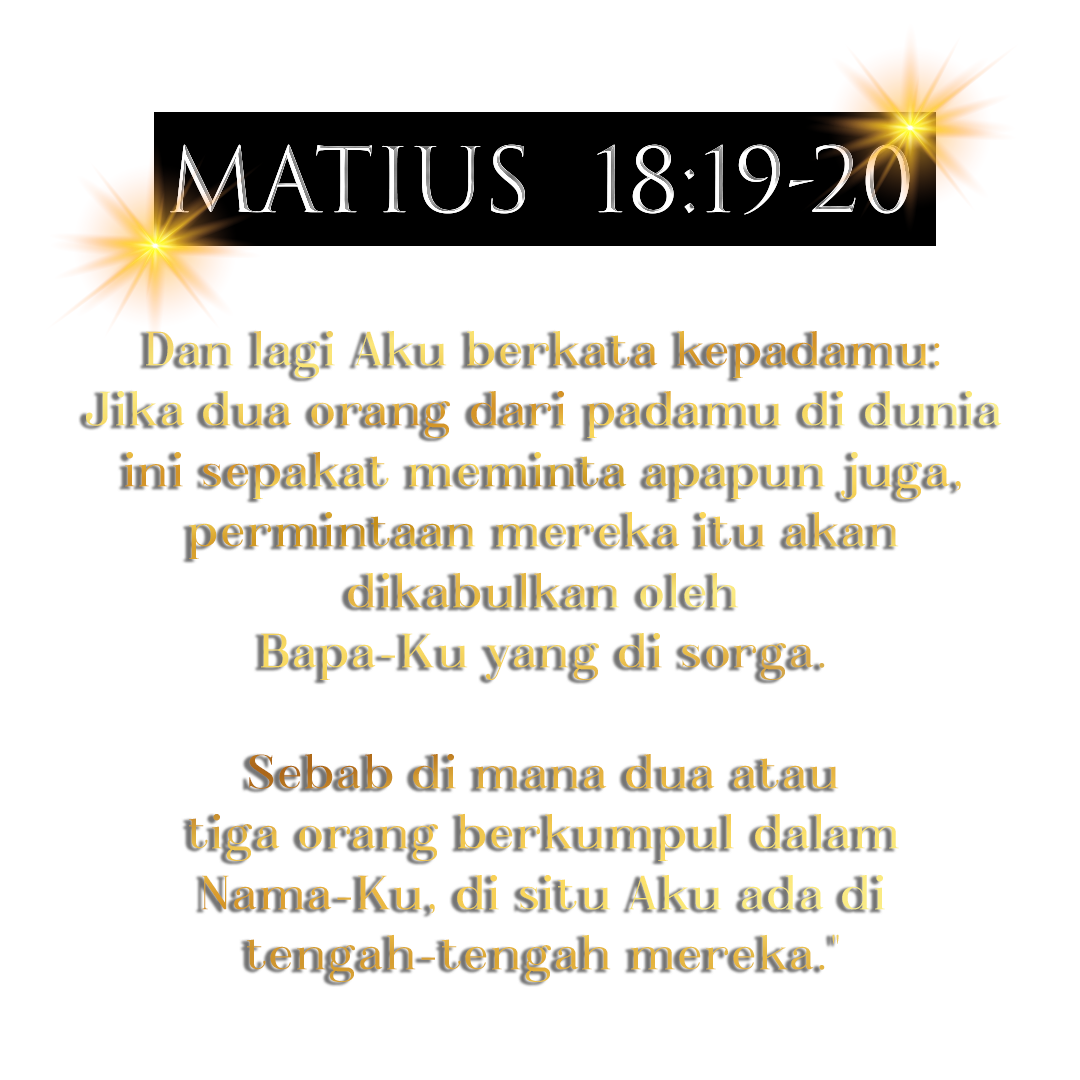 MATIUS 18:19-20
Dan lagi Aku berkata kepadamu:
Jika dua orang dari padamu di dunia
ini sepakat meminta apapun juga,
permintaan mereka itu akan
dikabulkan oleh
Bapa-Ku yang di sorga.
Sebab di mana dua atau
tiga orang berkumpul dalam
Nama-Ku, di situ Aku ada di
tengah-tengah mereka."